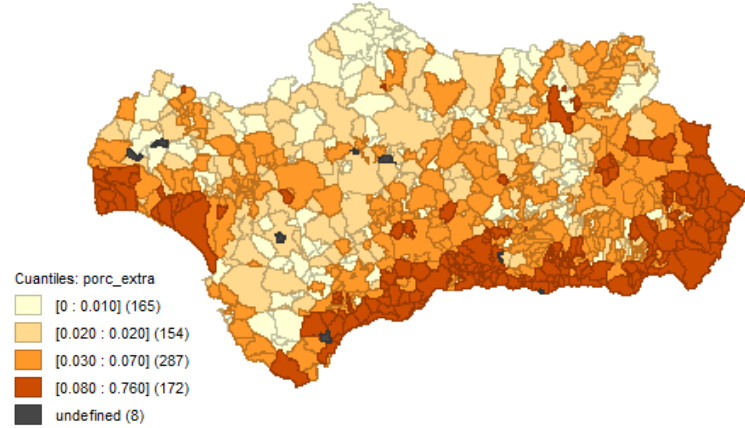 Cuantiles: porc_extra
[0 : 0.010] (165)
[0.020 : 0.020] (154)
[0.030 : 0.070] (287)
[0.080 : 0.760] (172)
undefined (8)